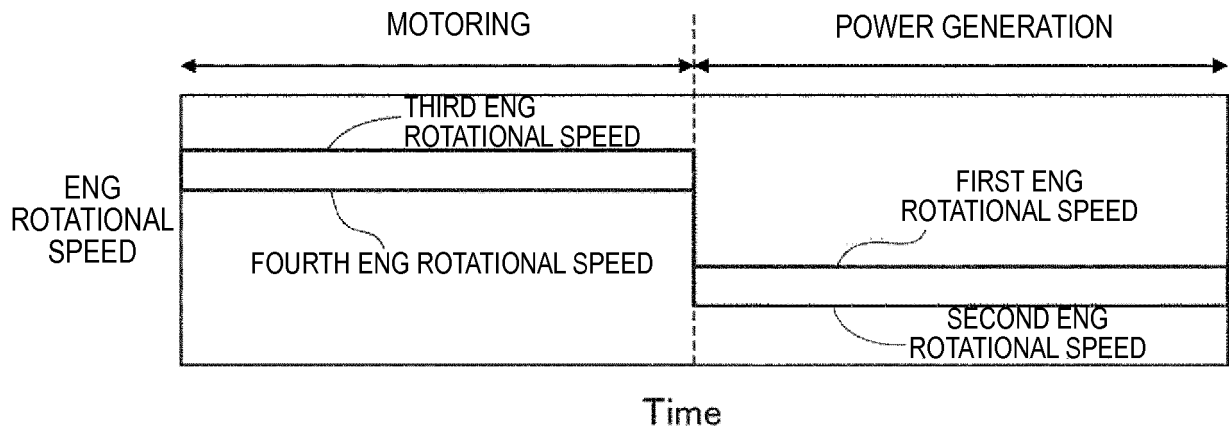 MOTORING
POWER GENERATION
THIRD ENG
ROTATIONAL SPEED
ENG
ROTATIONAL
SPEED
FIRST ENG
ROTATIONAL SPEED
FOURTH ENG ROTATIONAL SPEED
SECOND ENG
ROTATIONAL SPEED
Time